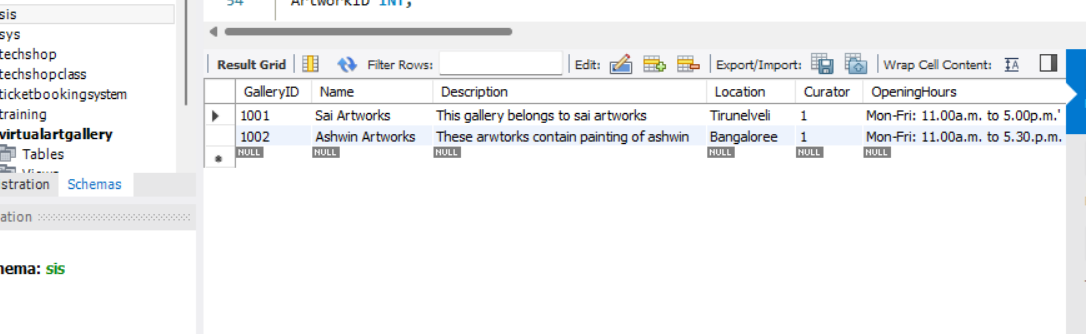 sis
sys
techshop
techshopclass
ticketbookingsystem
training
virtualartgallery
Tables
Views
stration Schemas
ation
hema: sis
54 ArtworkID INT,
Result Grid Filter Rows: Edit: Export/Import: Wrap Cell Content:
GalleryID Name Description Location Curator OpeningHours
1001 Sai Artworks This gallery belongs to sai artworks Tirunelveli 1 Mon-Fri: 11.00a.m. to 5.00p.m.'
1002 Ashwin Artworks These arwtorks contain painting of ashwin Bangaloree 1 Mon-Fri: 11.00a.m. to 5.30.p.m.
NULL NULL NULL NULL NULL NULL